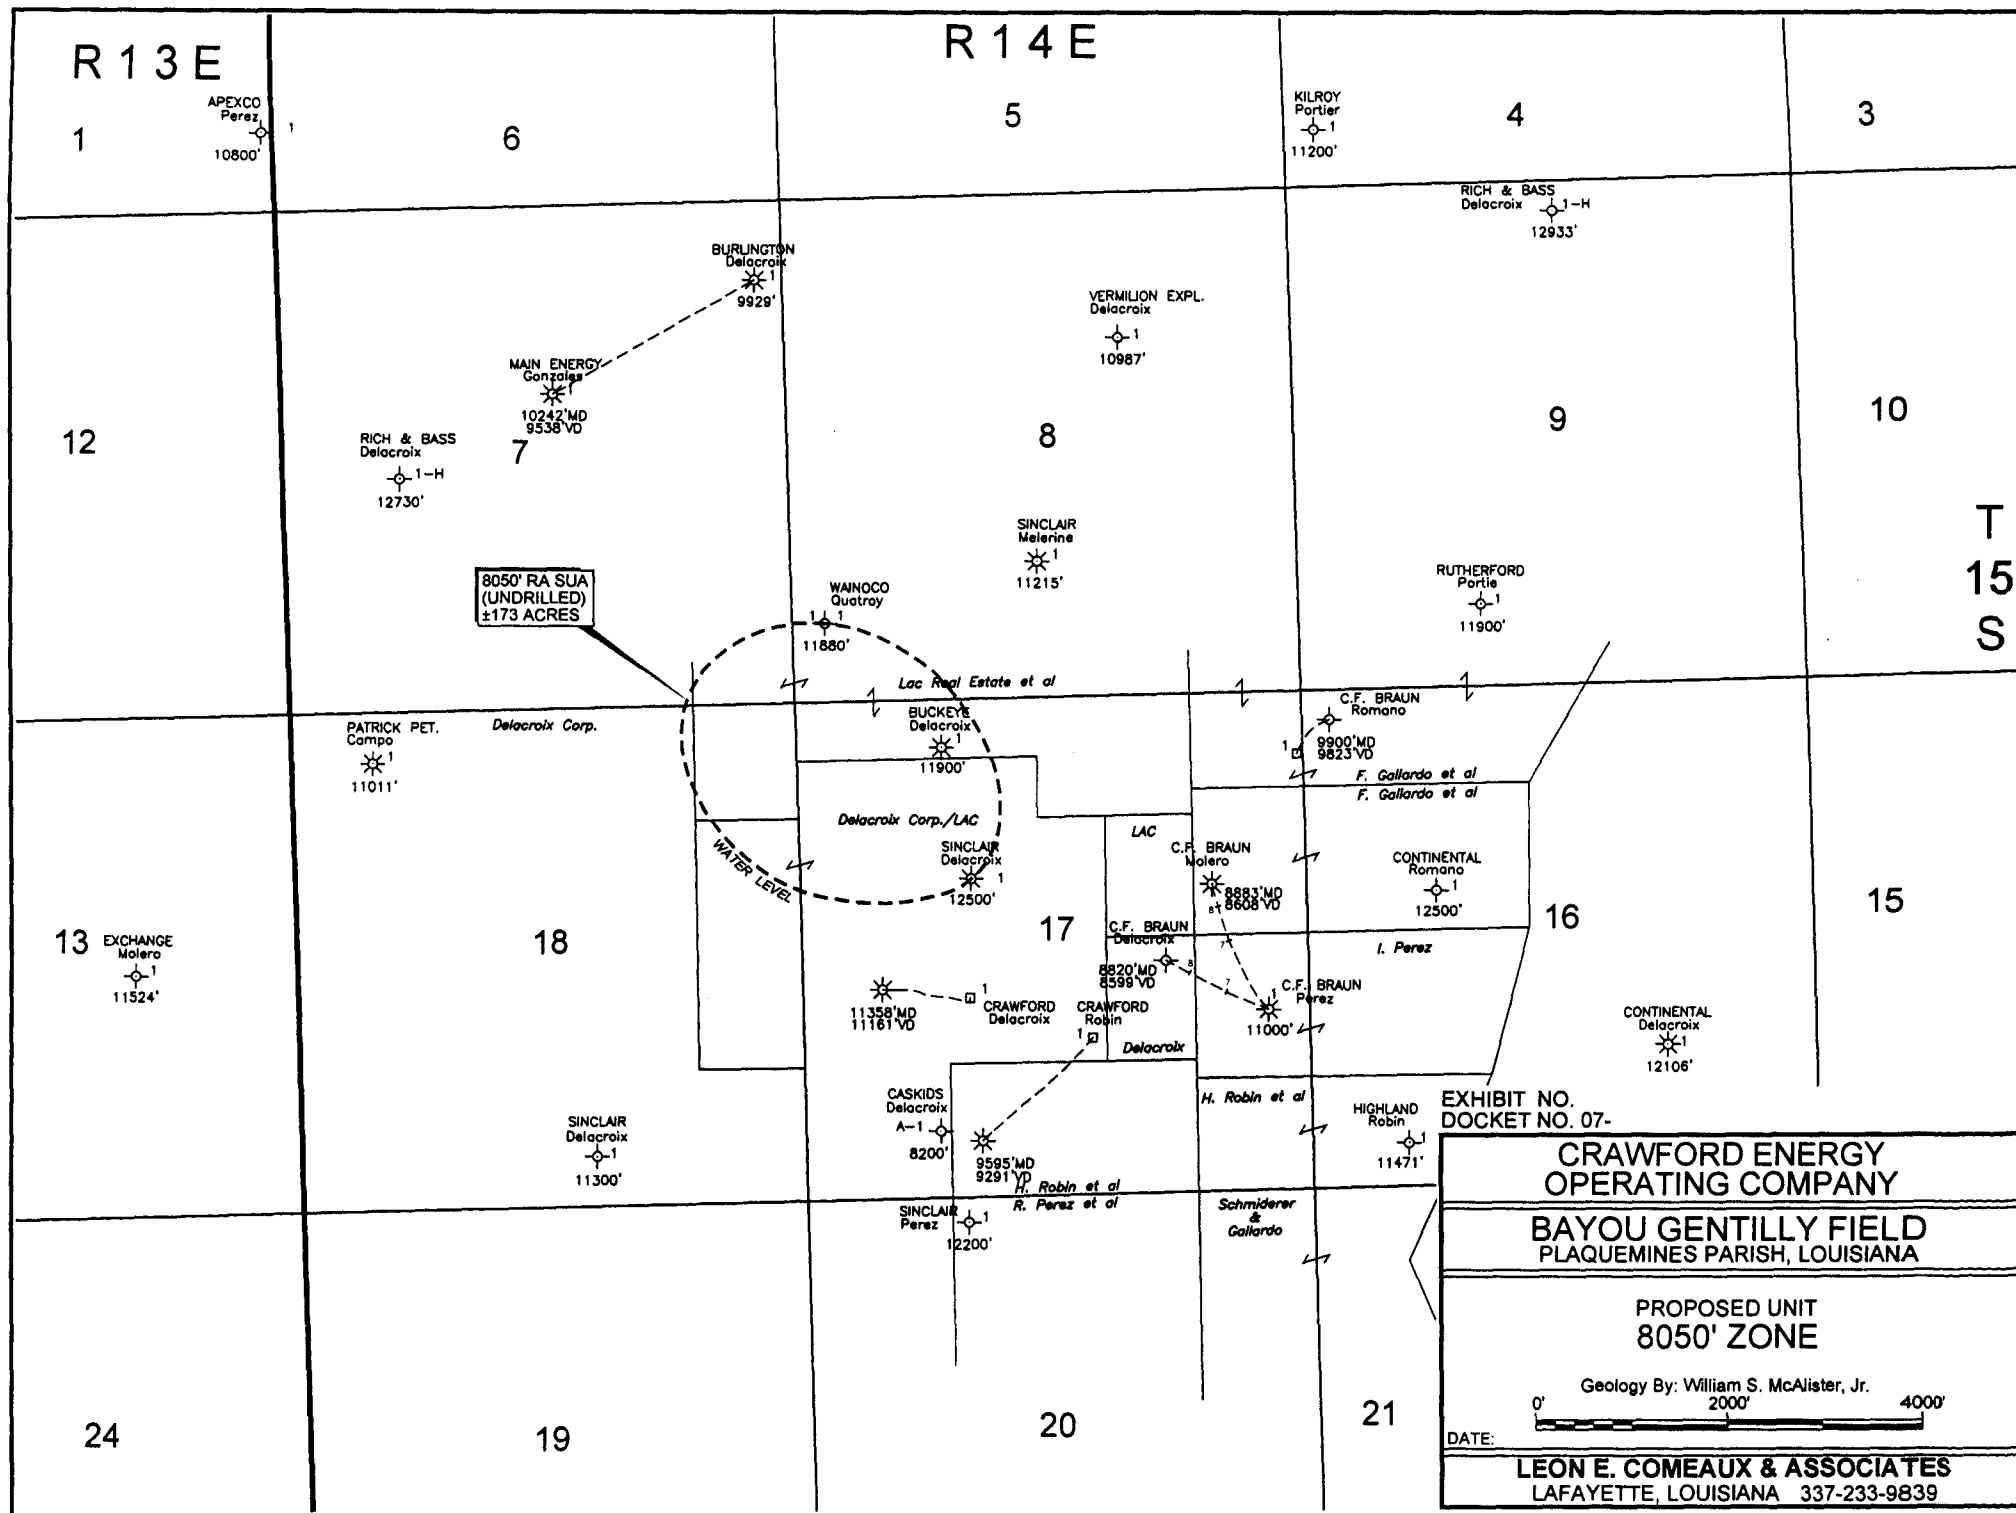 R 13 E
R 14 E
APEXCO
Perez
1
10800'
1
6
5
KILROY
Portier
1
11200'
4
3
RICH & BASS
Delacroix
1-H
12933'
BURLINGTON
Delacroix
1
9929'
VERMILION EXPL.
Delacroix
1
10987'
MAIN ENERGY
Gonzales
1
10242'MD
9538'VD
12
RICH & BASS
Delacroix
1-H
12730'
7
8
9
10
T
15
S
SINCLAIR
Melerine
1
11215'
8050' RA SUA
(UNDRILLED)
±173 ACRES
WAINOCO
Quatroy
1
1
11880'
RUTHERFORD
Portie
1
11900'
Lac Real Estate et al
PATRICK PET.
Campo
1
11011'
Delacroix Corp.
BUCKEYE
Delacroix
1
11900'
C.F. BRAUN
Romano
1
9900'MD
9823'VD
F. Gallardo et al
F. Gallardo et al
Delacroix Corp./LAC
LAC
WATER LEVEL
SINCLAIR
Delacroix
1
12500'
C.F. BRAUN
Molero
8883'MD
8608'VD
8
7
CONTINENTAL
Romano
1
12500'
13
EXCHANGE
Molero
1
11524'
18
17
16
15
C.F. BRAUN
Delacroix
8820'MD
8599'VD
8
7
I. Perez
11358'MD
11161'VD
1
CRAWFORD
Delacroix
CRAWFORD
Robin
1
C.F. BRAUN
Perez
1
11000'
Delacroix
CONTINENTAL
Delacroix
1
12106'
SINCLAIR
Delacroix
1
11300'
CASKIDS
Delacroix
A-1
8200'
9595'MD
9291'VD
H. Robin et al
HIGHLAND
Robin
1
11471'
H. Robin et al
R. Perez et al
SINCLAIR
Perez
1
12200'
Schmiderer
&
Gallardo
24
19
20
21
EXHIBIT NO.
DOCKET NO. 07-
CRAWFORD ENERGY
OPERATING COMPANY
BAYOU GENTILLY FIELD
PLAQUEMINES PARISH, LOUISIANA
PROPOSED UNIT
8050' ZONE
Geology By: William S. McAlister, Jr.
0' 2000' 4000'
DATE:
LEON E. COMEAUX & ASSOCIATES
LAFAYETTE, LOUISIANA 337-233-9839